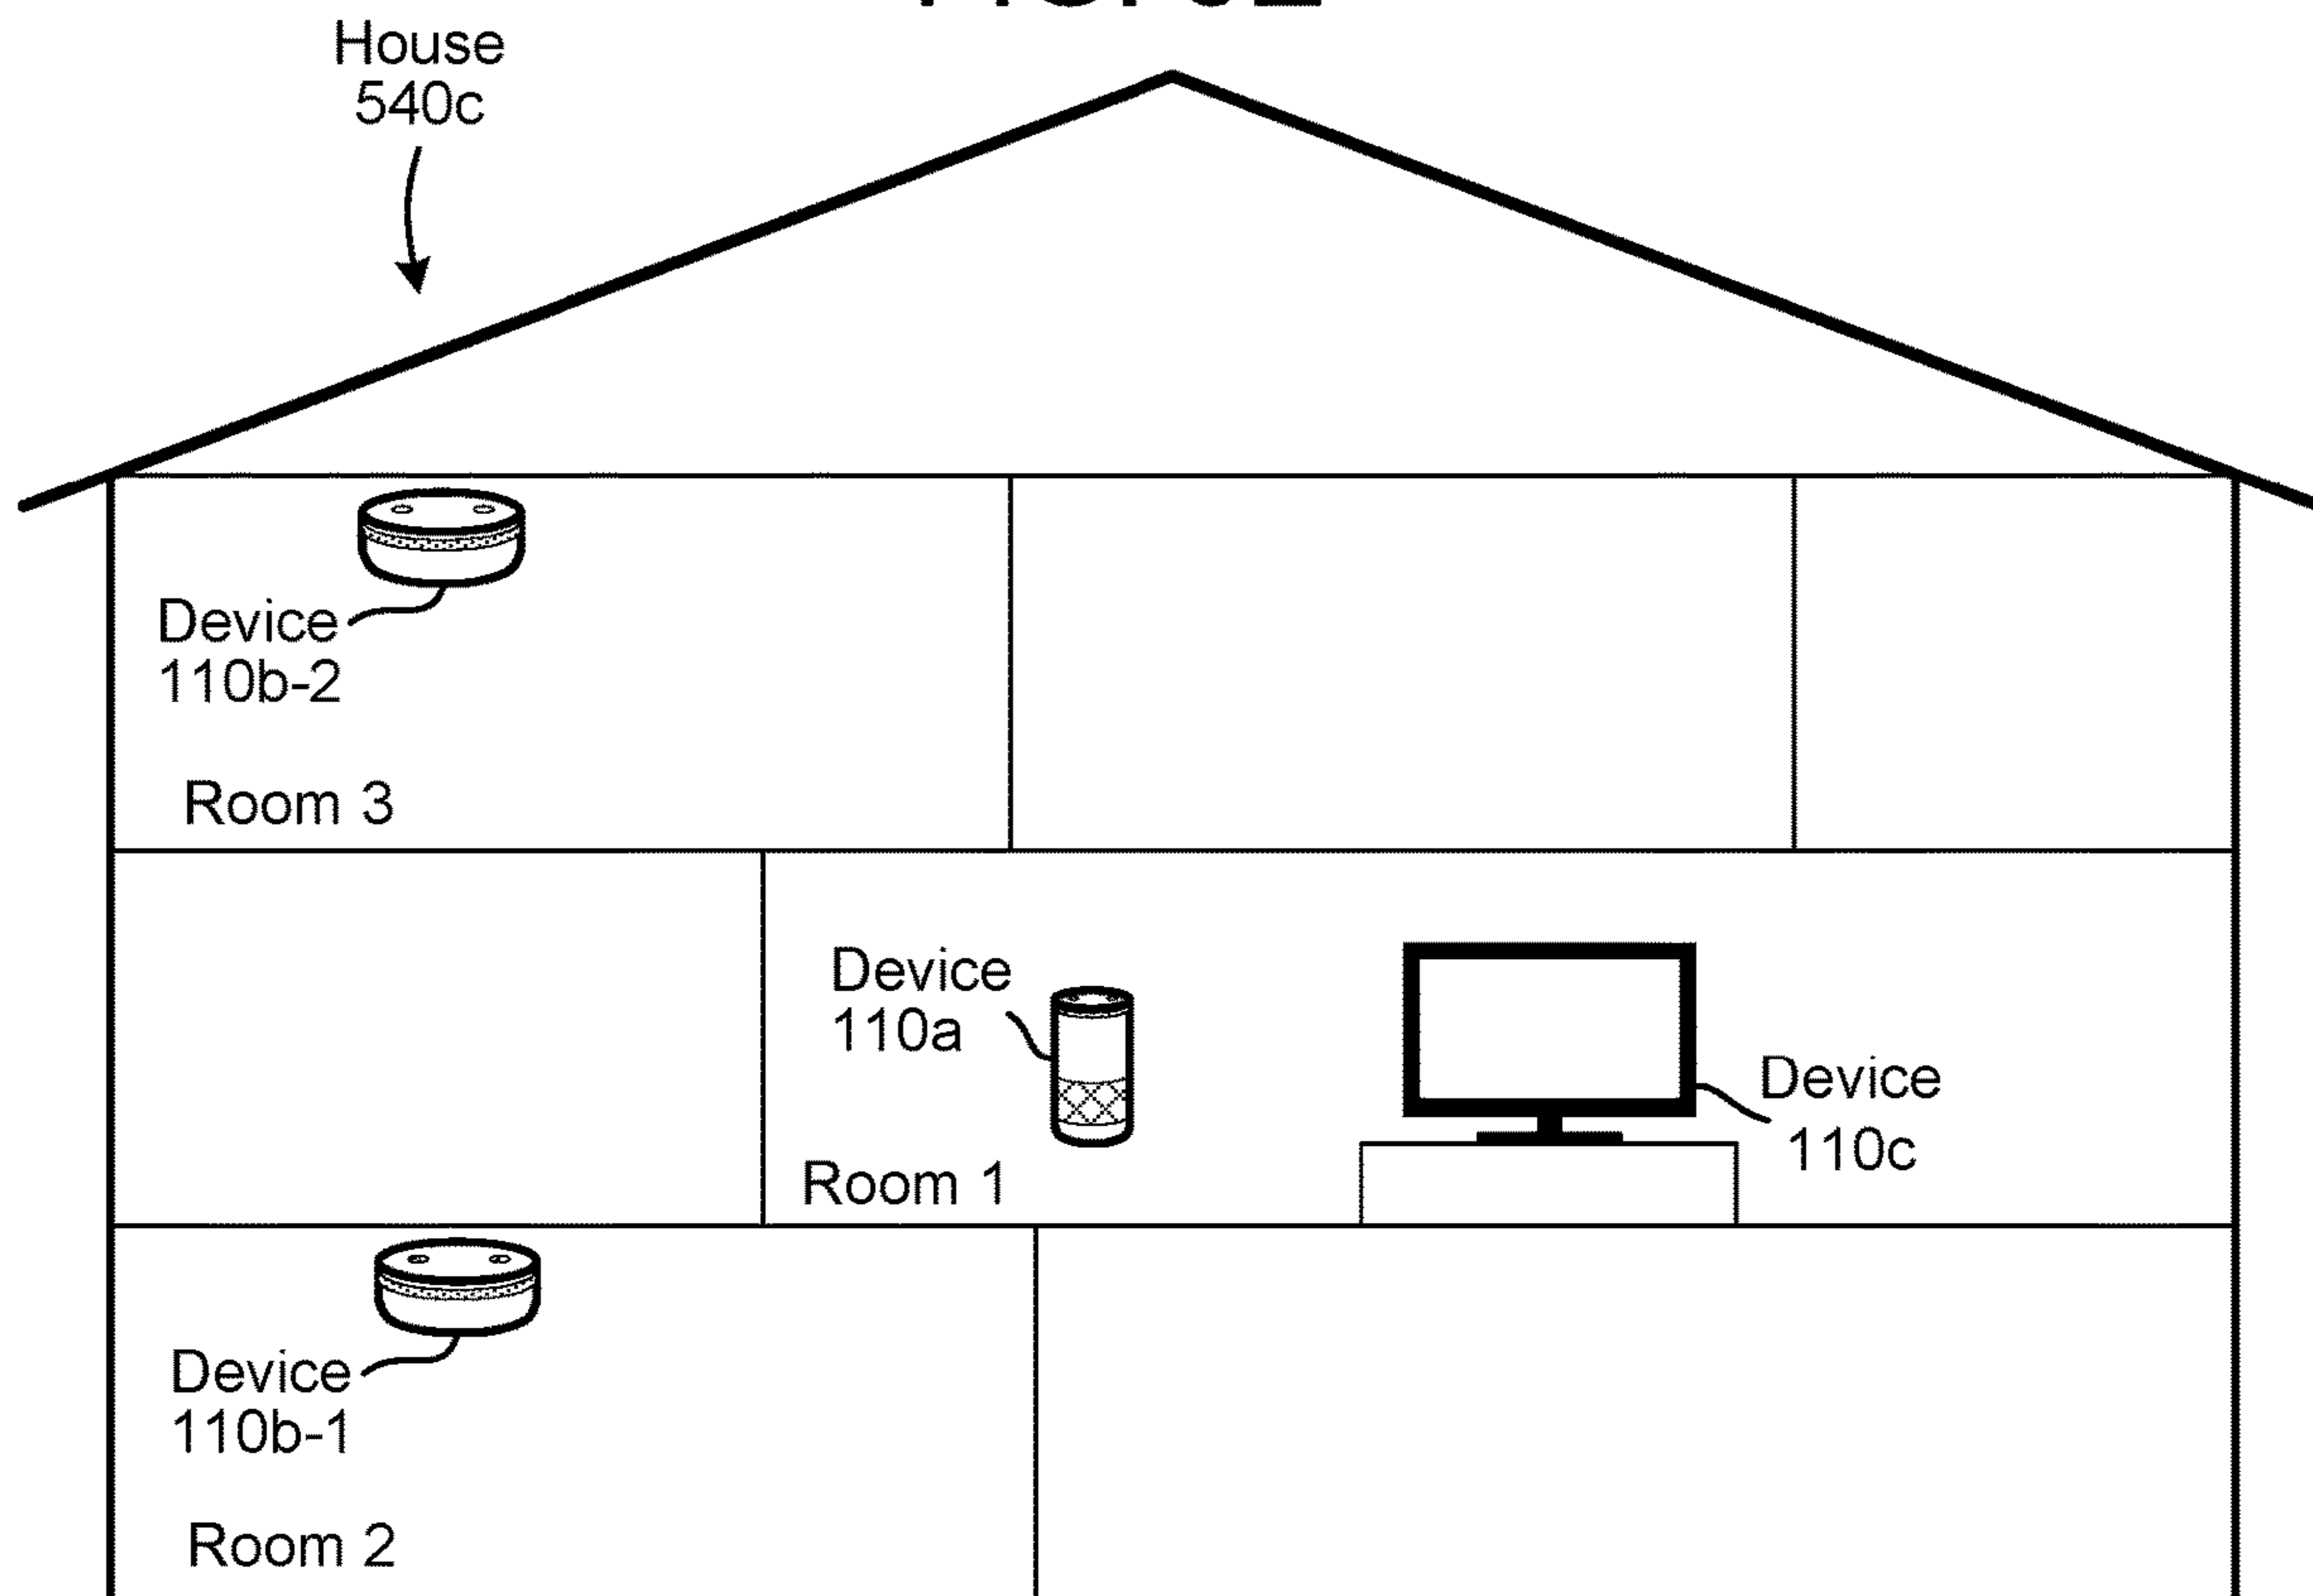 House
540c
Device
110b-2
Room 3
Device
110a
Device
110c
Room 1
Device
110b-1
Room 2